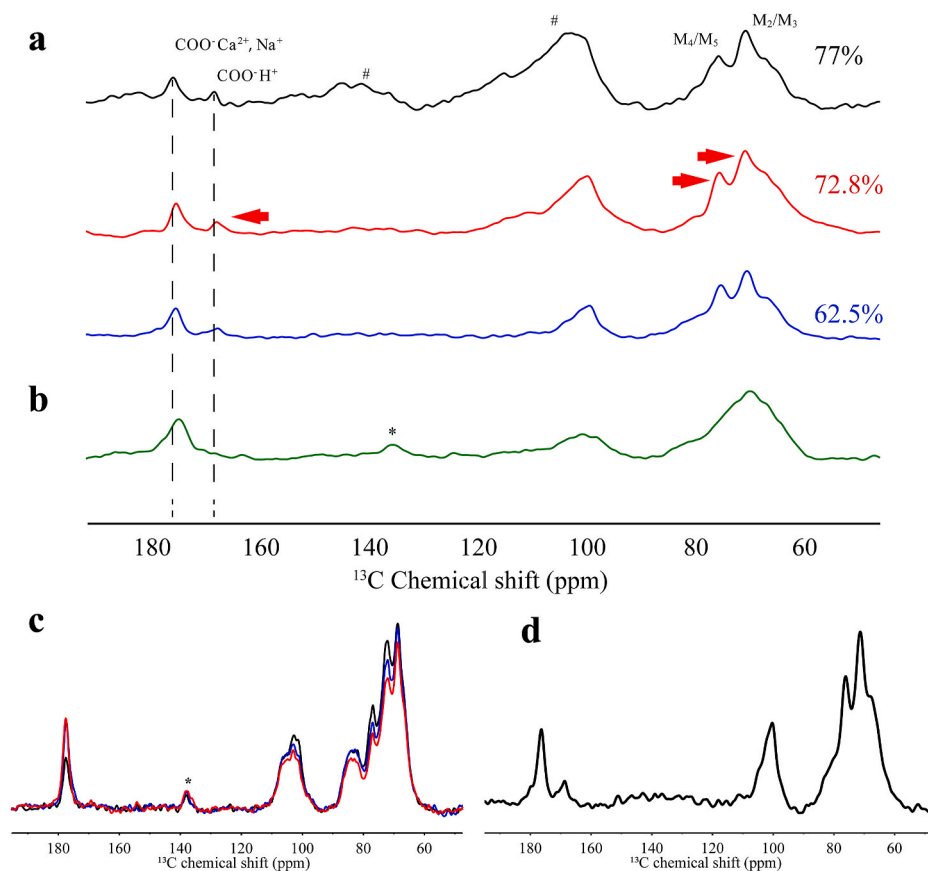 a
COO⁻Ca²⁺, Na⁺
COO⁻H⁺
#
#
M₄/M₅
M₂/M₃
77%
72.8%
62.5%
b
*
180 160 140 120 100 80 60
¹³C Chemical shift (ppm)
c
*
180 160 140 120 100 80 60
¹³C chemical shift (ppm)
d
180 160 140 120 100 80 60
¹³C chemical shift (ppm)